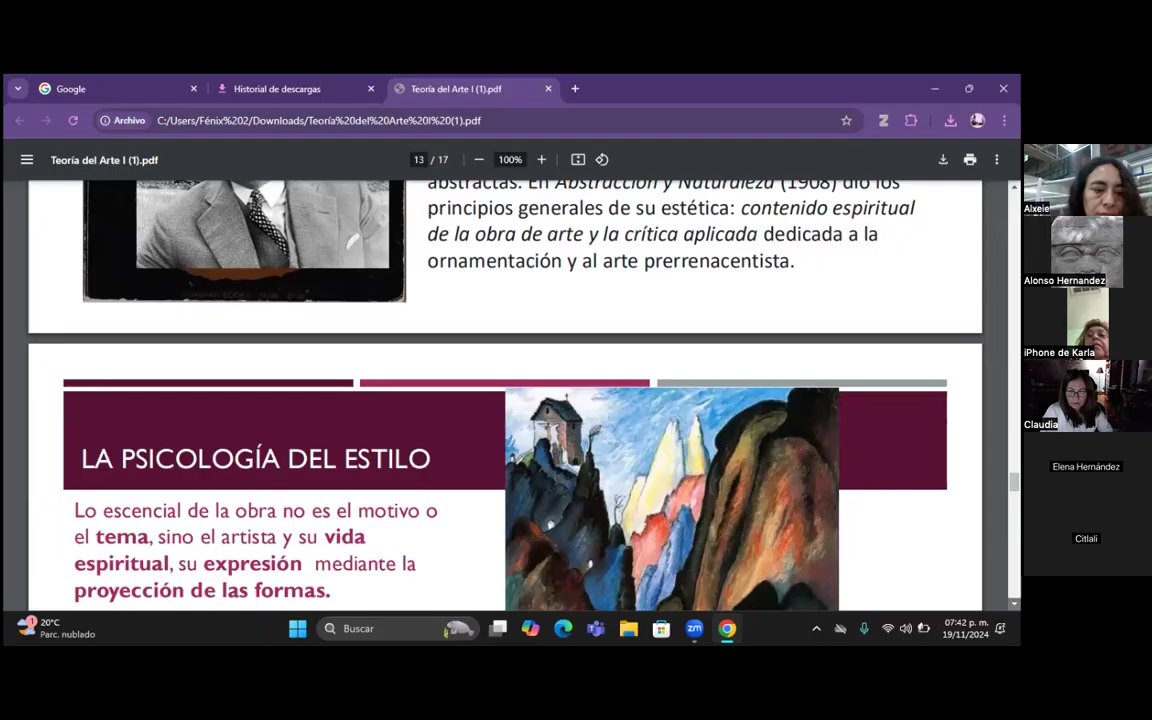 Google
Historial de descargas
Teoría del Arte I (1).pdf
Archivo
C:/Users/Fénix%202/Downloads/Teoría%20del%20Arte%20I%20(1).pdf
Teoría del Arte I (1).pdf
13 / 17
100%
abstractas. En Abstracción y Naturaleza (1908) dio los
principios generales de su estética: contenido espiritual
de la obra de arte y la crítica aplicada dedicada a la
ornamentación y al arte prerrenacentista.
LA PSICOLOGÍA DEL ESTILO
Lo escencial de la obra no es el motivo o
el tema, sino el artista y su vida
espiritual, su expresión mediante la
proyección de las formas.
Alxeie
Alonso Hernandez
iPhone de Karla
Claudia
Elena Hernández
Citlali
1
20°C
Parc. nublado
Buscar
zm
07:42 p. m.
19/11/2024